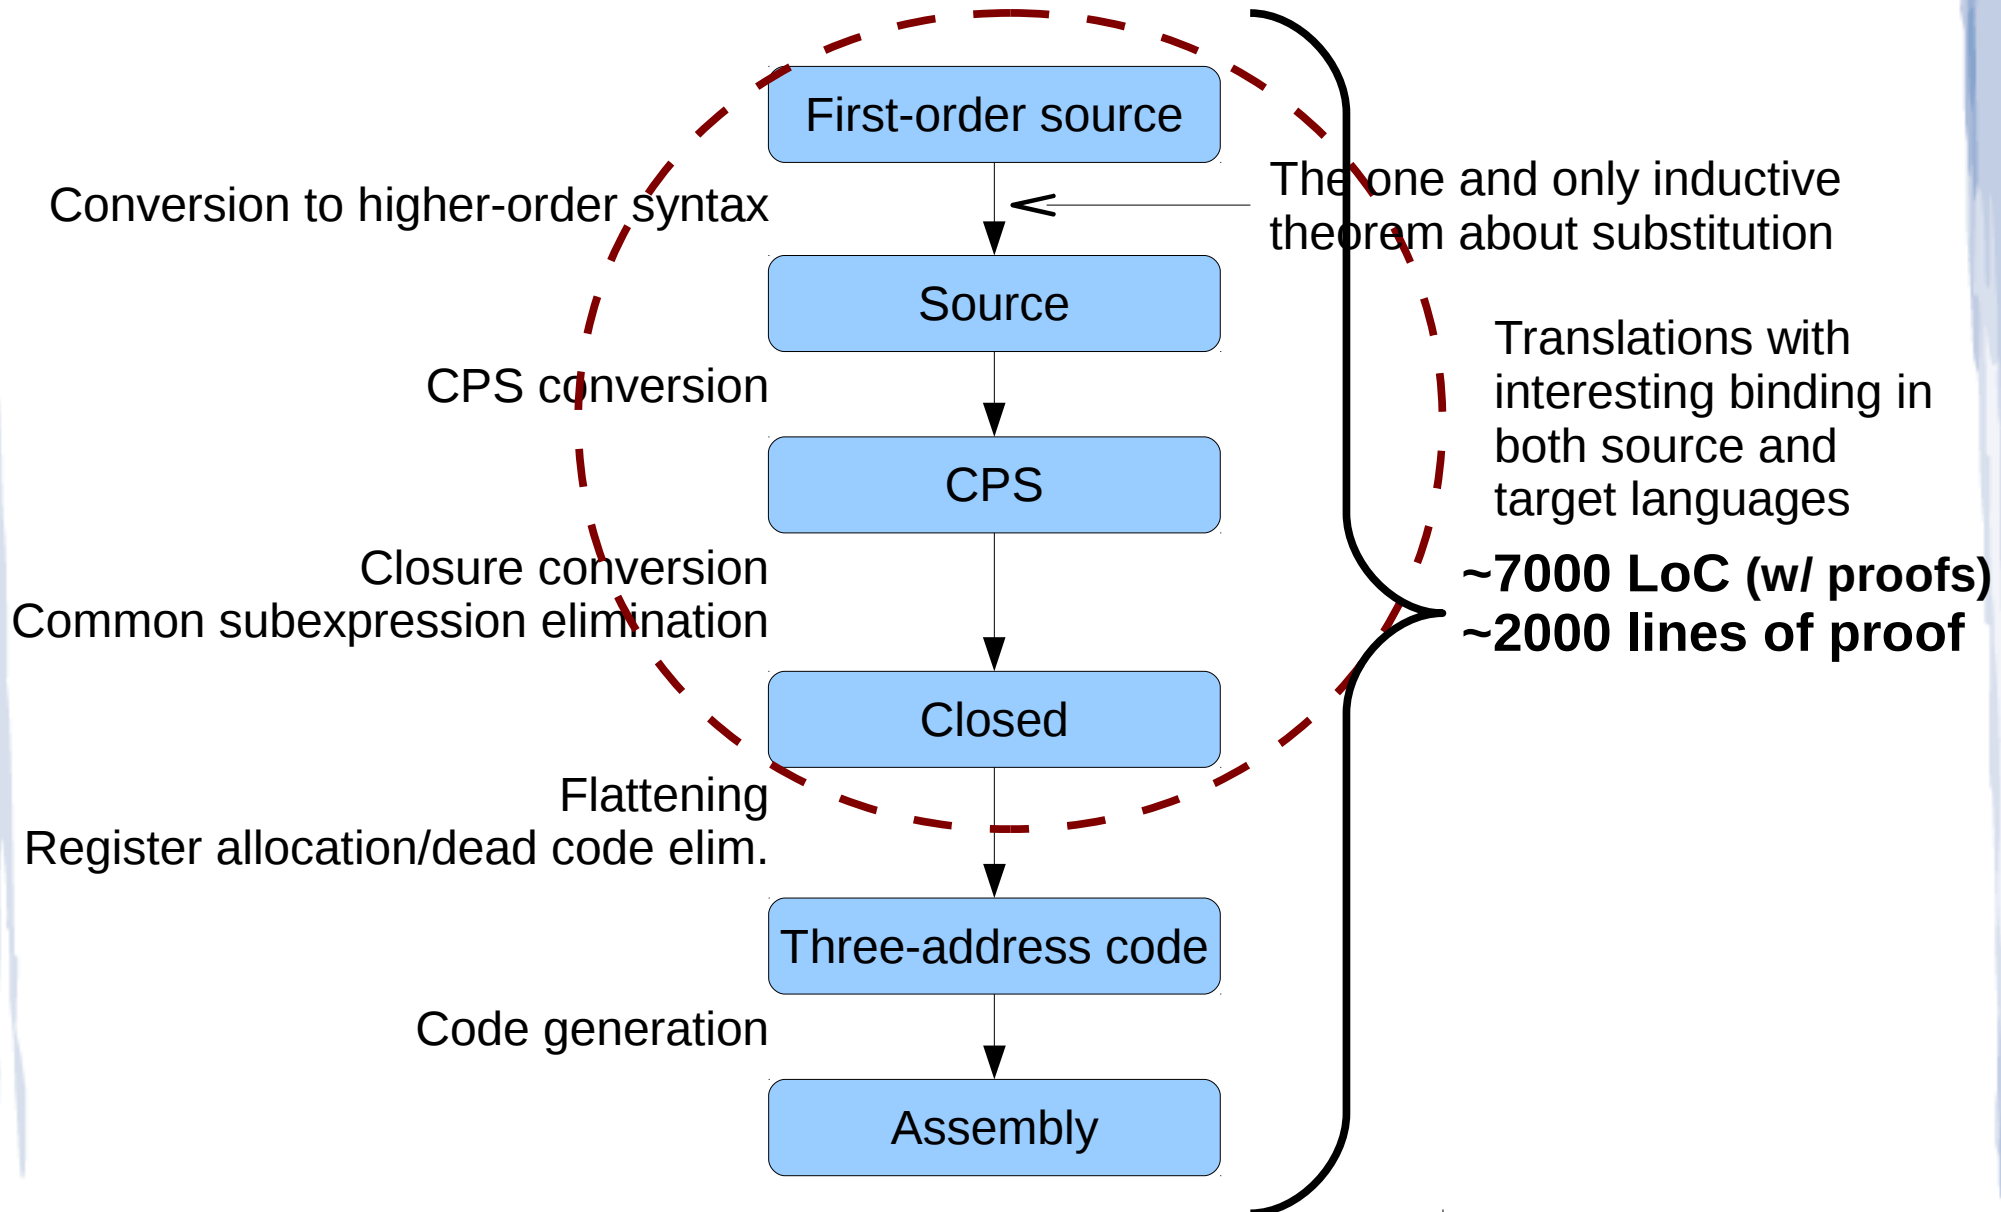 First-order source
Conversion to higher-order syntax
The one and only inductive
theorem about substitution
Source
Translations with
interesting binding in
both source and
target languages
CPS conversion
CPS
~7000 LoC (w/ proofs)
~2000 lines of proof
Closure conversion
Common subexpression elimination
Closed
Flattening
Register allocation/dead code elim.
Three-address code
Code generation
Assembly